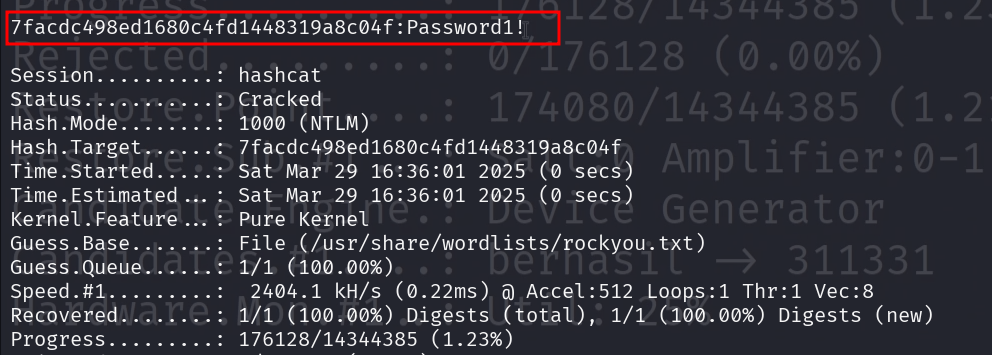 7facdc498ed1680c4fd1448319a8c04f:Password1!
Session..........: hashcat
Status...........: Cracked
Hash.Mode........: 1000 (NTLM)
Hash.Target......: 7facdc498ed1680c4fd1448319a8c04f
Time.Started.....: Sat Mar 29 16:36:01 2025 (0 secs)
Time.Estimated...: Sat Mar 29 16:36:01 2025 (0 secs)
Kernel.Feature...: Pure Kernel
Guess.Base.......: File (/usr/share/wordlists/rockyou.txt)
Guess.Queue......: 1/1 (100.00%)
Speed.#1.........:  2404.1 kH/s (0.22ms) @ Accel:512 Loops:1 Thr:1 Vec:8
Recovered........: 1/1 (100.00%) Digests (total), 1/1 (100.00%) Digests (new)
Progress.........: 176128/14344385 (1.23%)